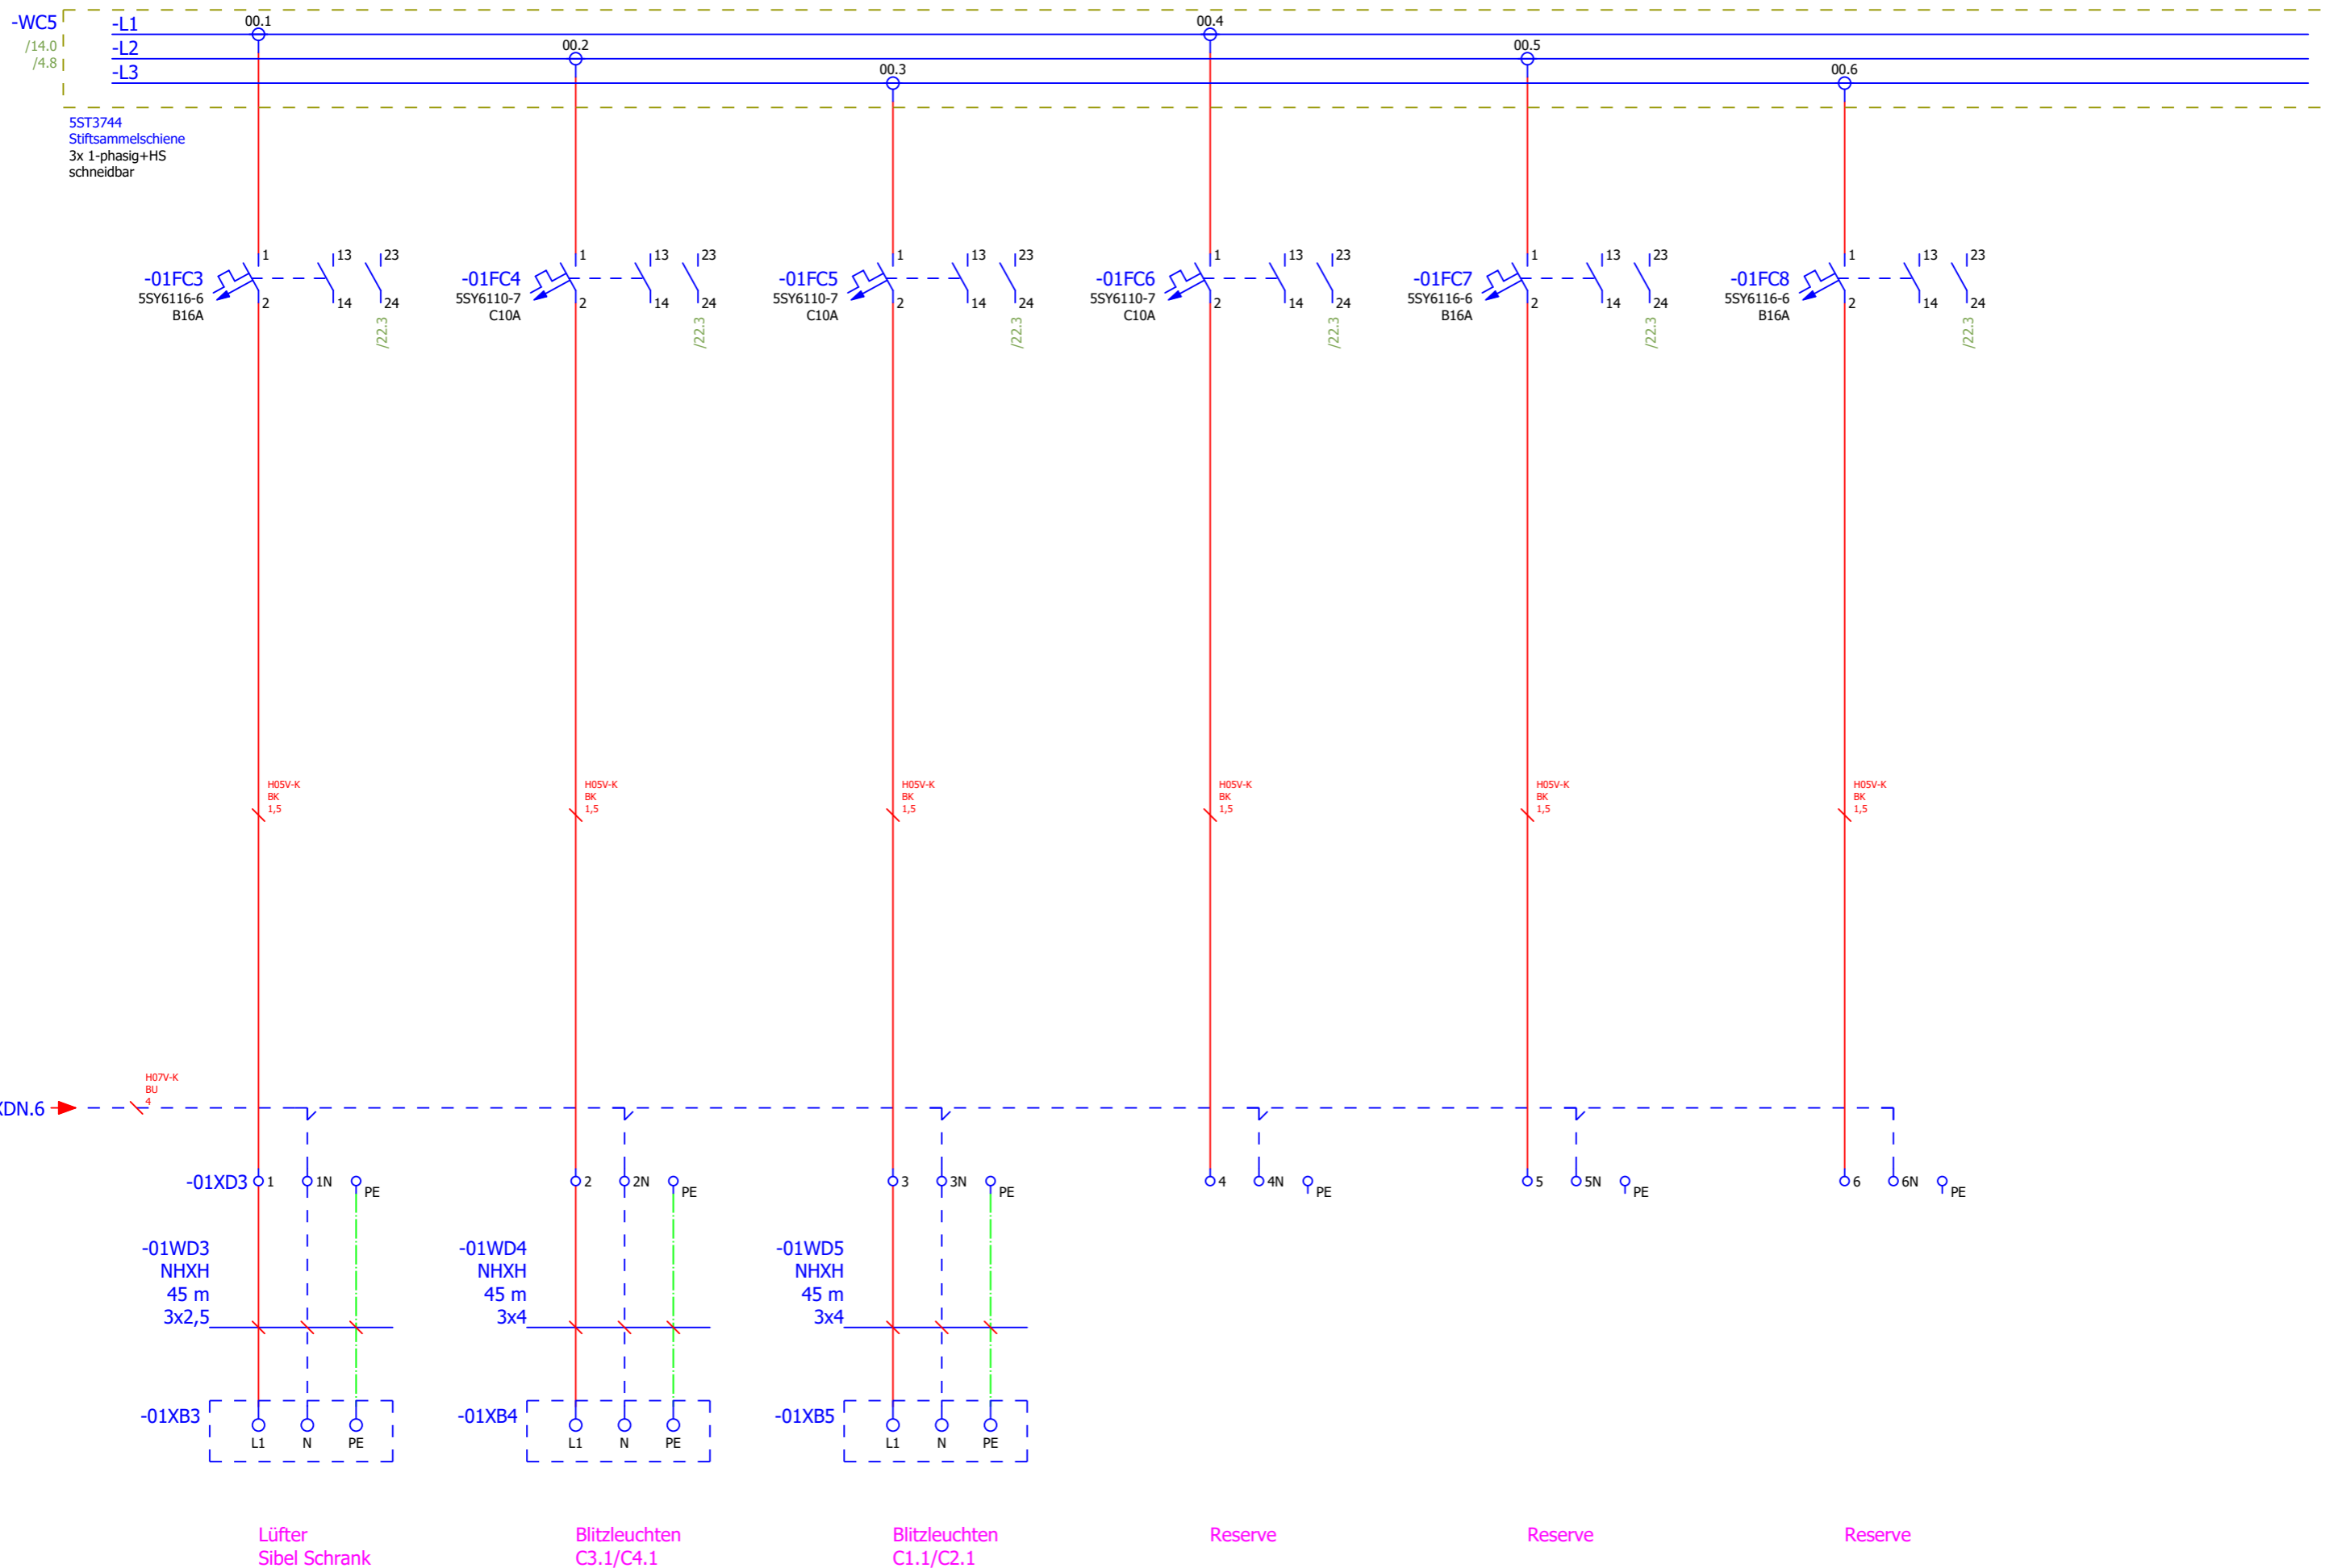 -WC5
/14.0
/4.8
-L1
-L2
-L3
00.1
00.2
00.3
00.4
00.5
00.6
5ST3744
Stiftsammelschiene
3x 1-phasig+HS
schneidbar
-01FC3
5SY6116-6
B16A
1
2
13
14
23
24
/22.3
-01FC4
5SY6110-7
C10A
1
2
13
14
23
24
/22.3
-01FC5
5SY6110-7
C10A
1
2
13
14
23
24
/22.3
-01FC6
5SY6110-7
C10A
1
2
13
14
23
24
/22.3
-01FC7
5SY6116-6
B16A
1
2
13
14
23
24
/22.3
-01FC8
5SY6116-6
B16A
1
2
13
14
23
24
/22.3
H05V-K
BK
1,5
H05V-K
BK
1,5
H05V-K
BK
1,5
H05V-K
BK
1,5
H05V-K
BK
1,5
H05V-K
BK
1,5
H07V-K
BU
4
XDN.6
-01XD3
1
1N
PE
2
2N
PE
3
3N
PE
4
4N
PE
5
5N
PE
6
6N
PE
-01WD3
NHXH
45 m
3x2,5
-01WD4
NHXH
45 m
3x4
-01WD5
NHXH
45 m
3x4
-01XB3
L1
N
PE
-01XB4
L1
N
PE
-01XB5
L1
N
PE
Lüfter
Sibel Schrank
Blitzleuchten
C3.1/C4.1
Blitzleuchten
C1.1/C2.1
Reserve
Reserve
Reserve